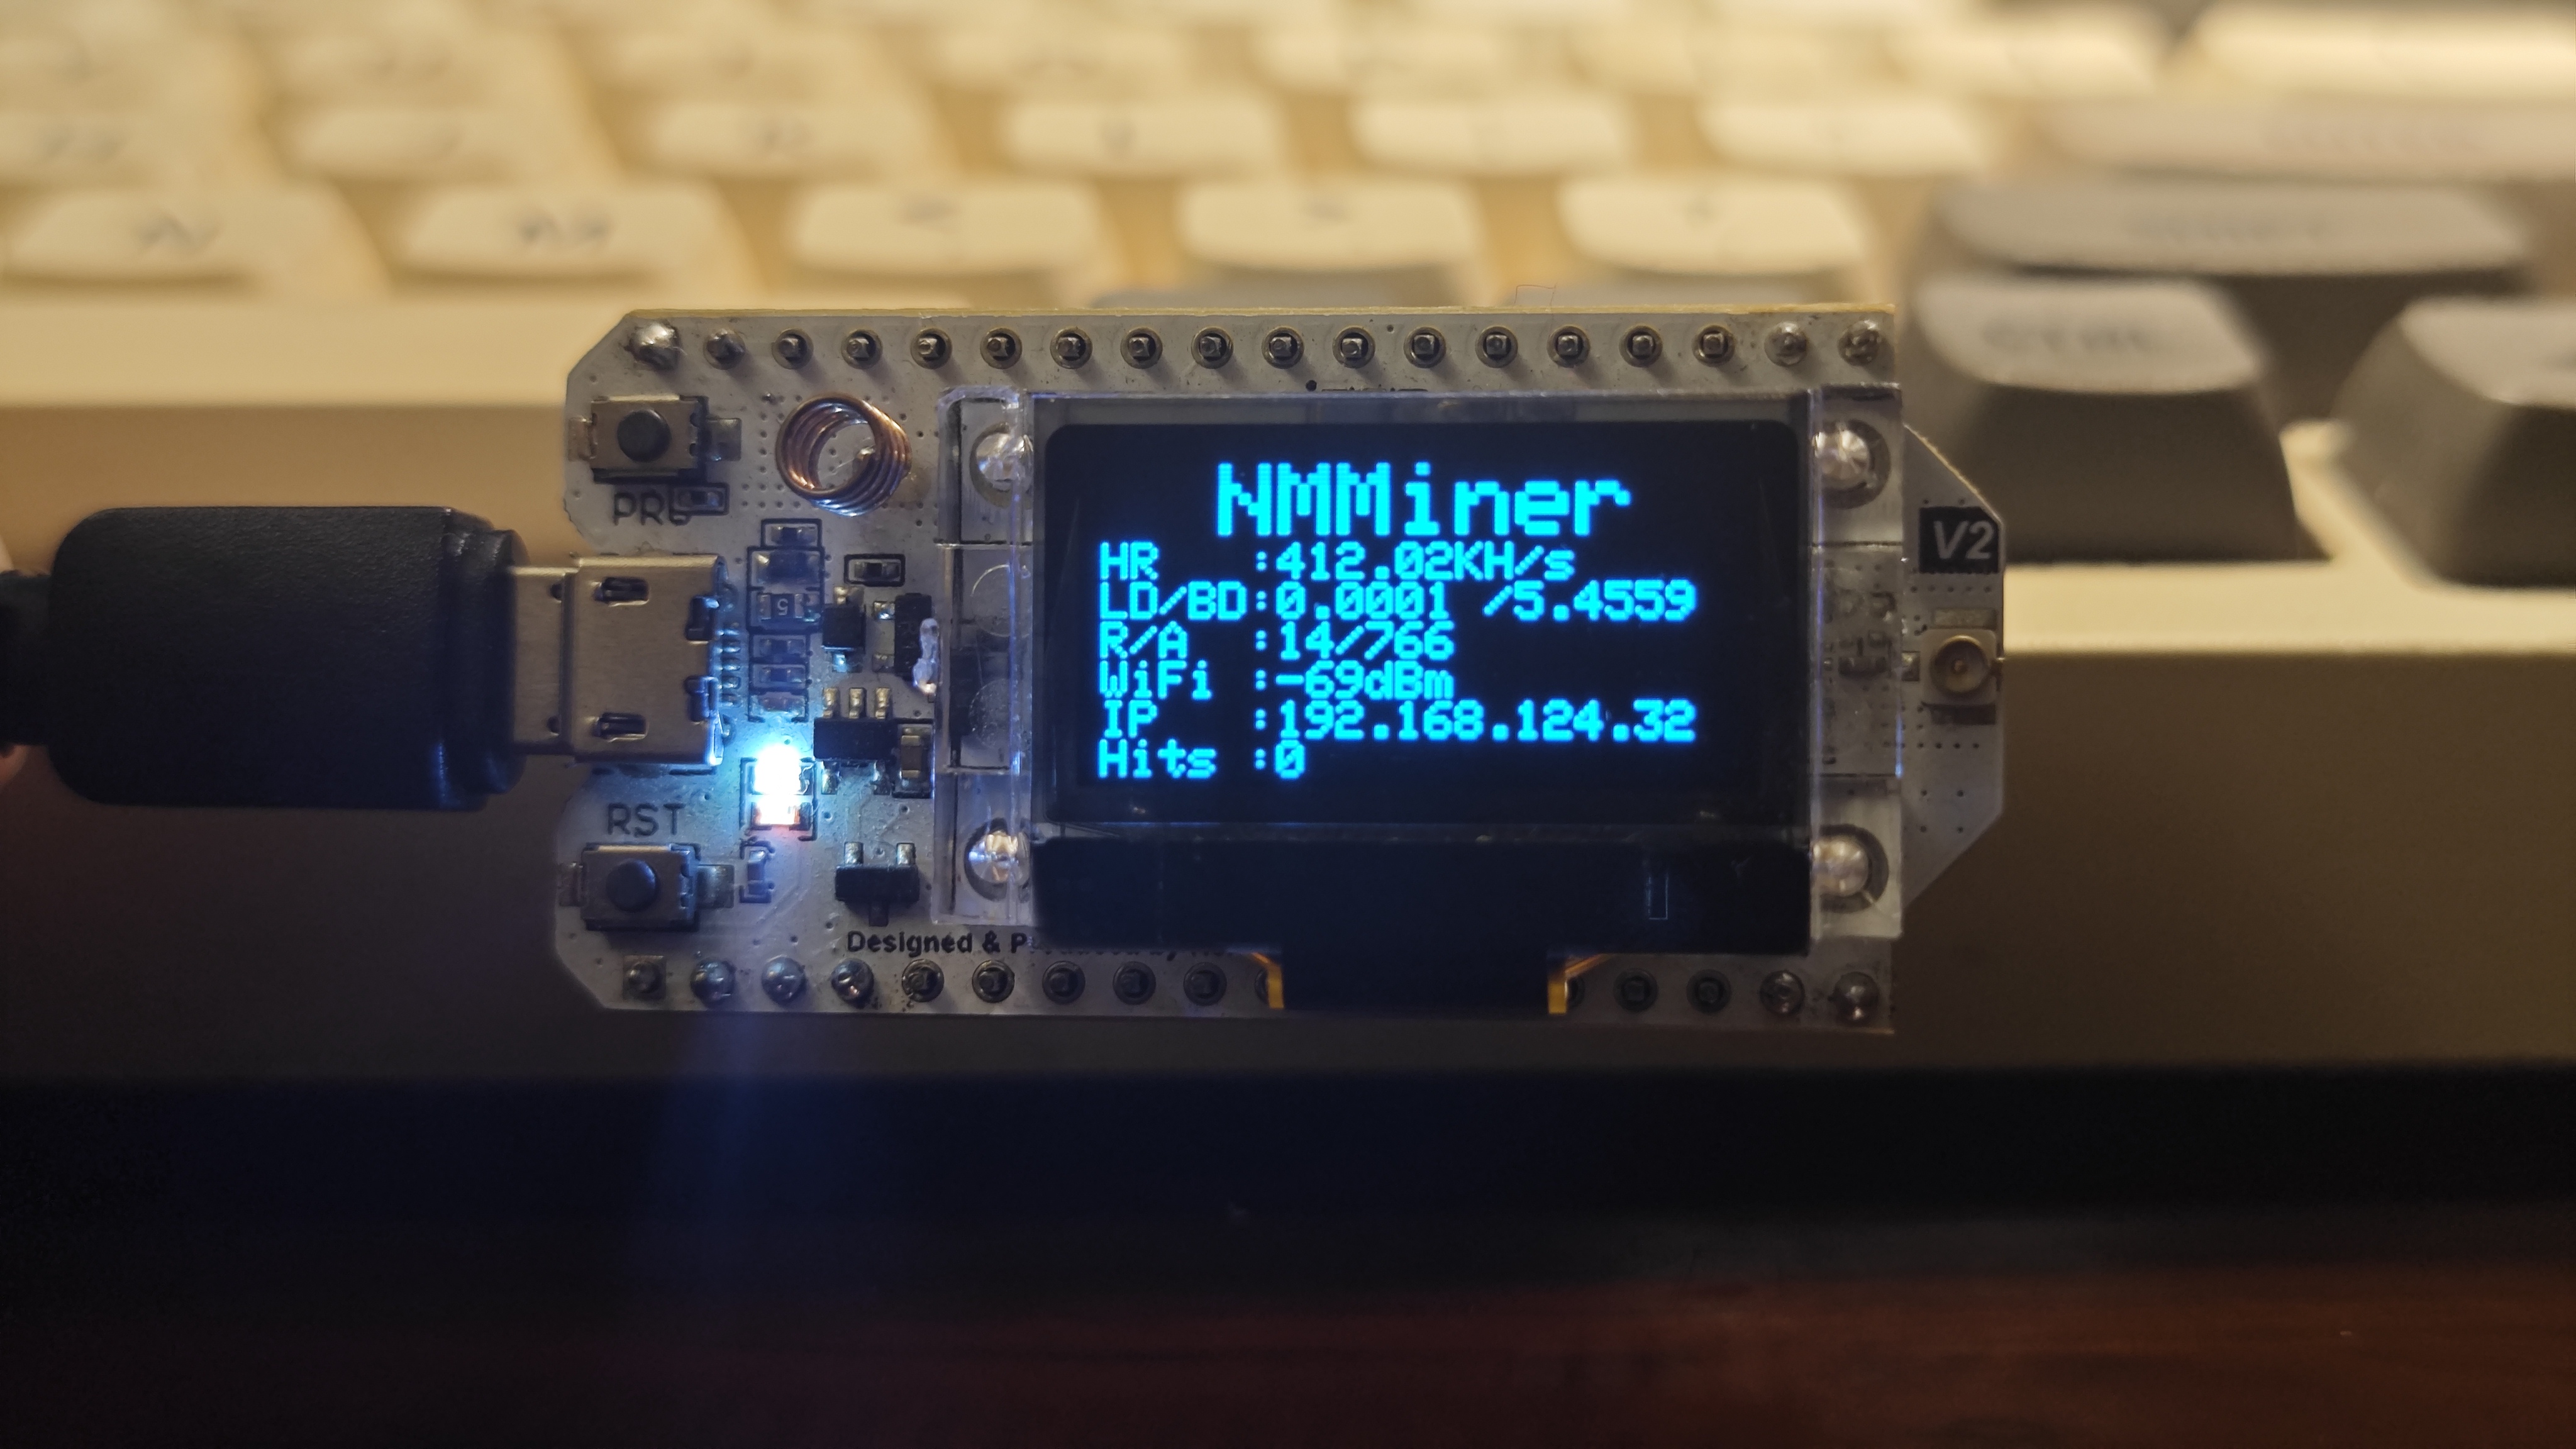 NMMiner
HR :412.02KH/s
LD/BD:0.0001 /5.4559
R/A :14/766
WiFi :-69dBm
IP :192.168.124.32
Hits :0
V2
RST
Designed &
CTRL